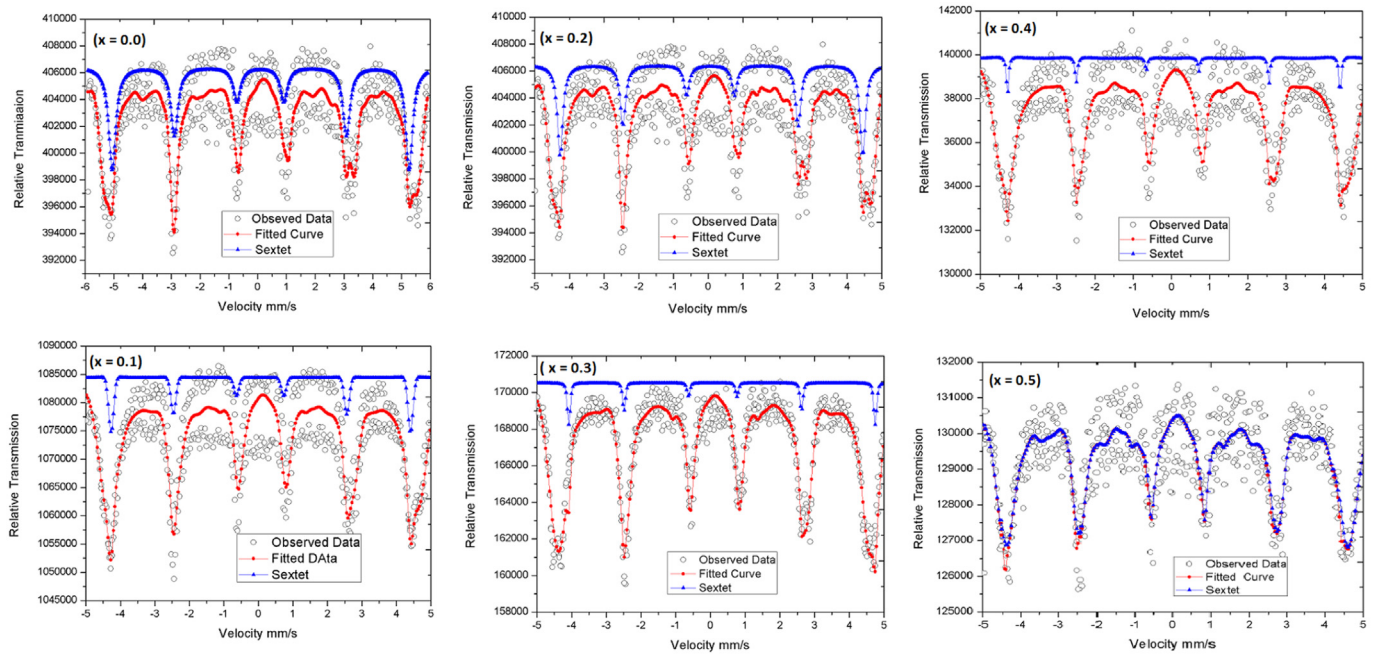 (x = 0.0)
Relative Tranmiaaion
410000
408000
406000
404000
402000
400000
398000
396000
394000
392000
Obseved Data
Fitted Curve
Sextet
-6 -5 -4 -3 -2 -1 0 1 2 3 4 5 6
Velocity mm/s
(x = 0.2)
Relative Transmission
410000
408000
406000
404000
402000
400000
398000
396000
394000
392000
Observed Data
Fitted Curve
Sextet
-5 -4 -3 -2 -1 0 1 2 3 4 5
Velocity mm/s
(x = 0.4)
Relative Transmission
142000
140000
38000
36000
34000
132000
130000
Observed Data
Fitted Curve
Sextet
-5 -4 -3 -2 -1 0 1 2 3 4 5
Velocity mm/s
(x = 0.1)
Relative Transmission
1090000
1085000
1080000
1075000
1070000
1065000
1060000
1055000
1050000
1045000
Observed Data
Fitted DAta
Sextet
-5 -4 -3 -2 -1 0 1 2 3 4 5
Velocity mm/s
(x = 0.3)
Relative Transmission
172000
170000
168000
166000
164000
162000
160000
158000
Observed Data
Fitted Curve
Sextet
-5 -4 -3 -2 -1 0 1 2 3 4 5
Velocity mm/s
(x = 0.5)
Relative Transmission
132000
131000
130000
129000
128000
127000
126000
125000
Observed Data
Fitted Curve
Sextet
-5 -4 -3 -2 -1 0 1 2 3 4 5
Velocity mm/s